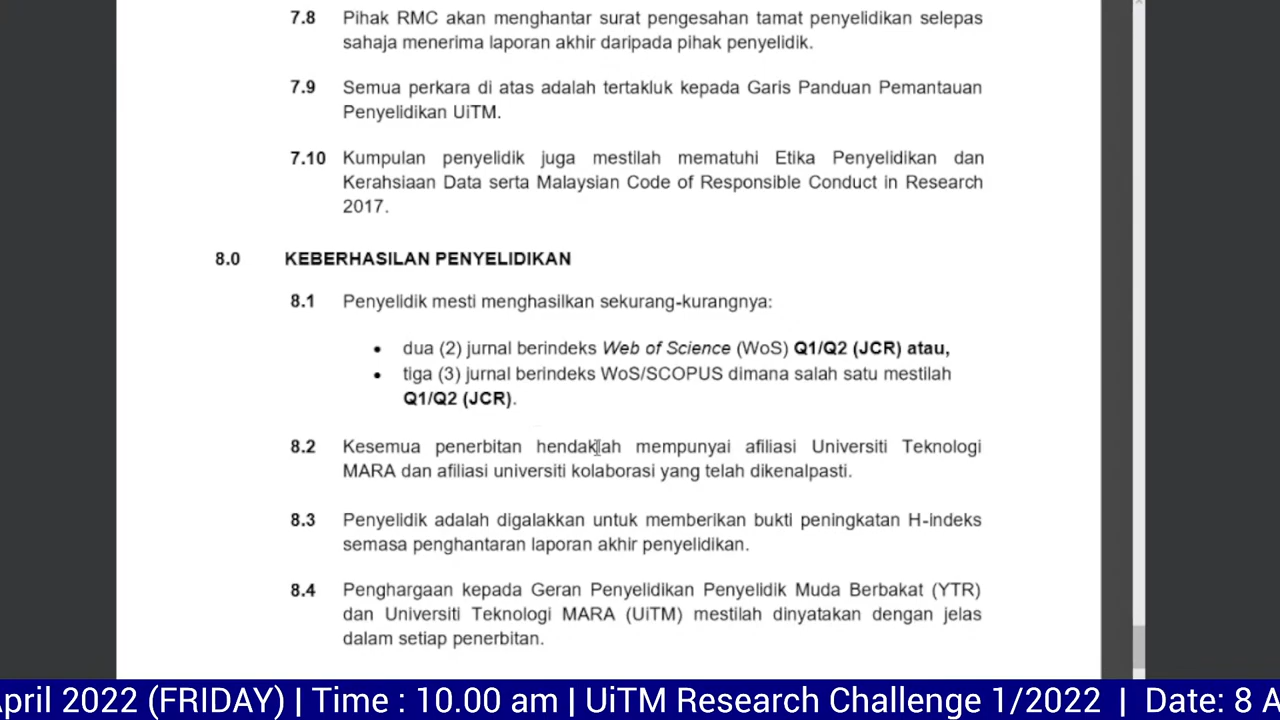 7.8 Pihak RMC akan menghantar surat pengesahan tamat penyelidikan selepas
sahaja menerima laporan akhir daripada pihak penyelidik.
7.9 Semua perkara di atas adalah tertakluk kepada Garis Panduan Pemantauan
Penyelidikan UiTM.
7.10 Kumpulan penyelidik juga mestilah mematuhi Etika Penyelidikan dan
Kerahsiaan Data serta Malaysian Code of Responsible Conduct in Research
2017.
8.0 KEBERHASILAN PENYELIDIKAN
8.1 Penyelidik mesti menghasilkan sekurang-kurangnya:
• dua (2) jurnal berindeks Web of Science (WoS) Q1/Q2 (JCR) atau,
• tiga (3) jurnal berindeks WoS/SCOPUS dimana salah satu mestilah
Q1/Q2 (JCR).
8.2 Kesemua penerbitan hendaklah mempunyai afiliasi Universiti Teknologi
MARA dan afiliasi universiti kolaborasi yang telah dikenalpasti.
8.3 Penyelidik adalah digalakkan untuk memberikan bukti peningkatan H-indeks
semasa penghantaran laporan akhir penyelidikan.
8.4 Penghargaan kepada Geran Penyelidikan Penyelidik Muda Berbakat (YTR)
dan Universiti Teknologi MARA (UiTM) mestilah dinyatakan dengan jelas
dalam setiap penerbitan.
pril 2022 (FRIDAY) | Time : 10.00 am | UiTM Research Challenge 1/2022 | Date: 8 A